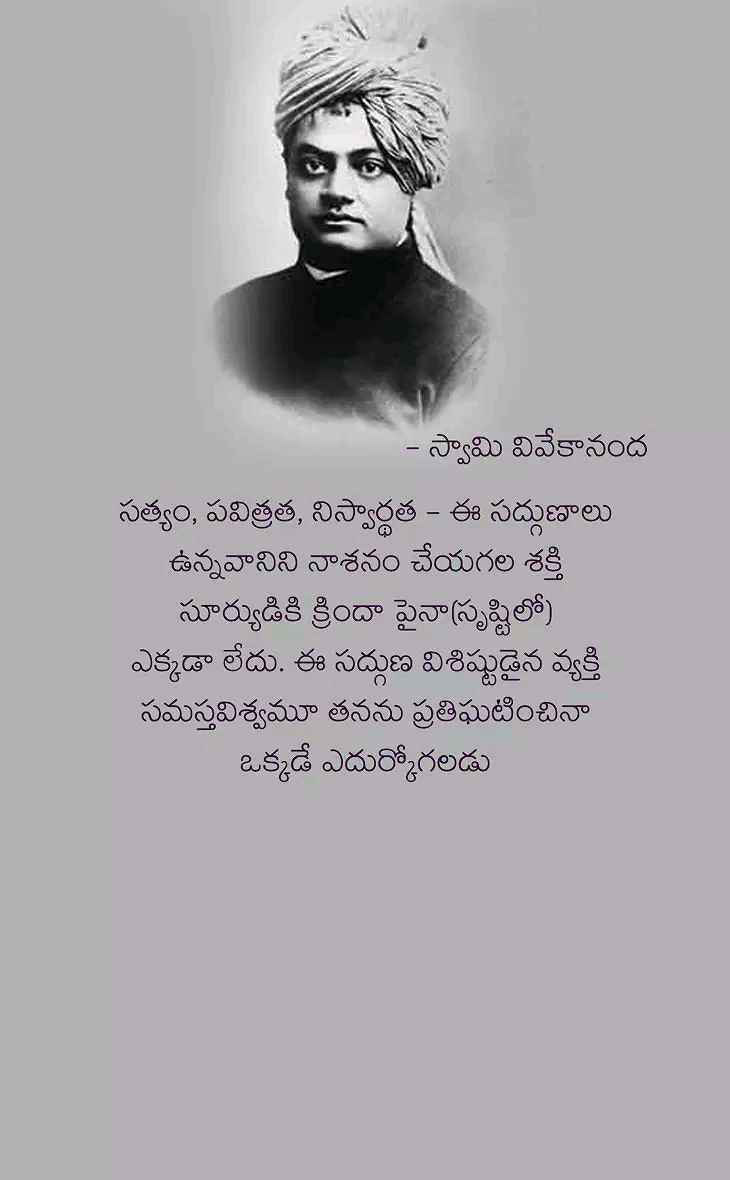 – స్వామి వివేకానంద
సత్యం, పవిత్రత, నిస్వార్థత – ఈ సద్గుణాలు
ఉన్నవానిని నాశనం చేయగల శక్తి
సూర్యుడికి క్రిందా పైనా(సృష్టిలో)
ఎక్కడా లేదు. ఈ సద్గుణ విశిష్టుడైన వ్యక్తి
సమస్తవిశ్వమూ తనను ప్రతిఘటించినా
ఒక్కడే ఎదుర్కోగలడు